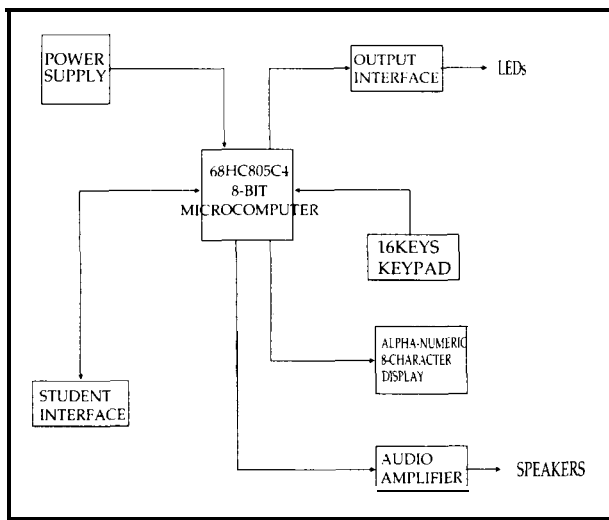 POWER
SUPPLY
OUTPUT
INTERFACE
LEDs
68HC805C4
8-BIT
MICROCOMPUTER
16KEYS
KEYPAD
ALPHA-NUMERIC
8-CHARACTER
DISPLAY
STUDENT
INTERFACE
AUDIO
AMPLIFIER
SPEAKERS